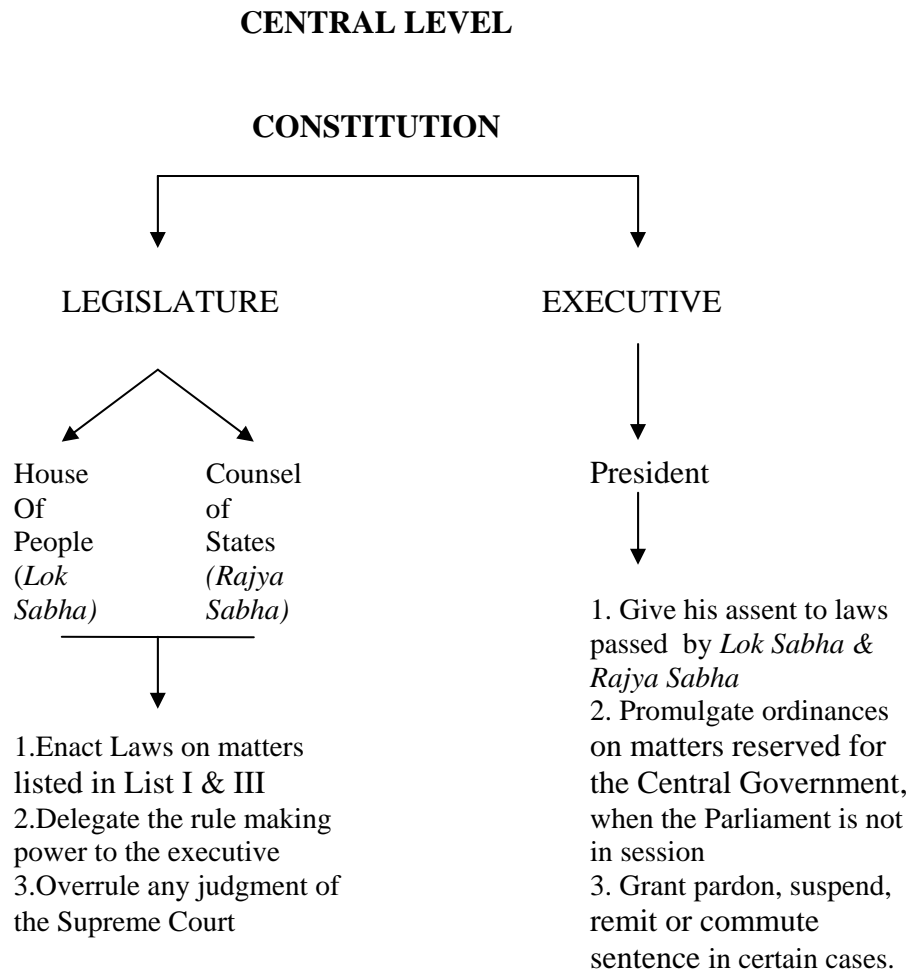 CENTRAL LEVEL
CONSTITUTION
LEGISLATURE
EXECUTIVE
House
Of
People
(Lok
Sabha)
Counsel
of
States
(Rajya
Sabha)
1.Enact Laws on matters
listed in List I & III
2.Delegate the rule making
power to the executive
3.Overrule any judgment of
the Supreme Court
President
1. Give his assent to laws
passed by Lok Sabha &
Rajya Sabha
2. Promulgate ordinances
on matters reserved for
the Central Government,
when the Parliament is not
in session
3. Grant pardon, suspend,
remit or commute
sentence in certain cases.